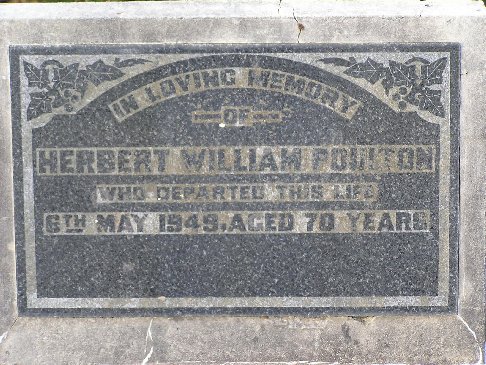 IN LOVING MEMORY
OF
HERBERT WILLIAM POULTON
WHO DEPARTED THIS LIFE
6TH MAY 1949, AGED 70 YEARS.